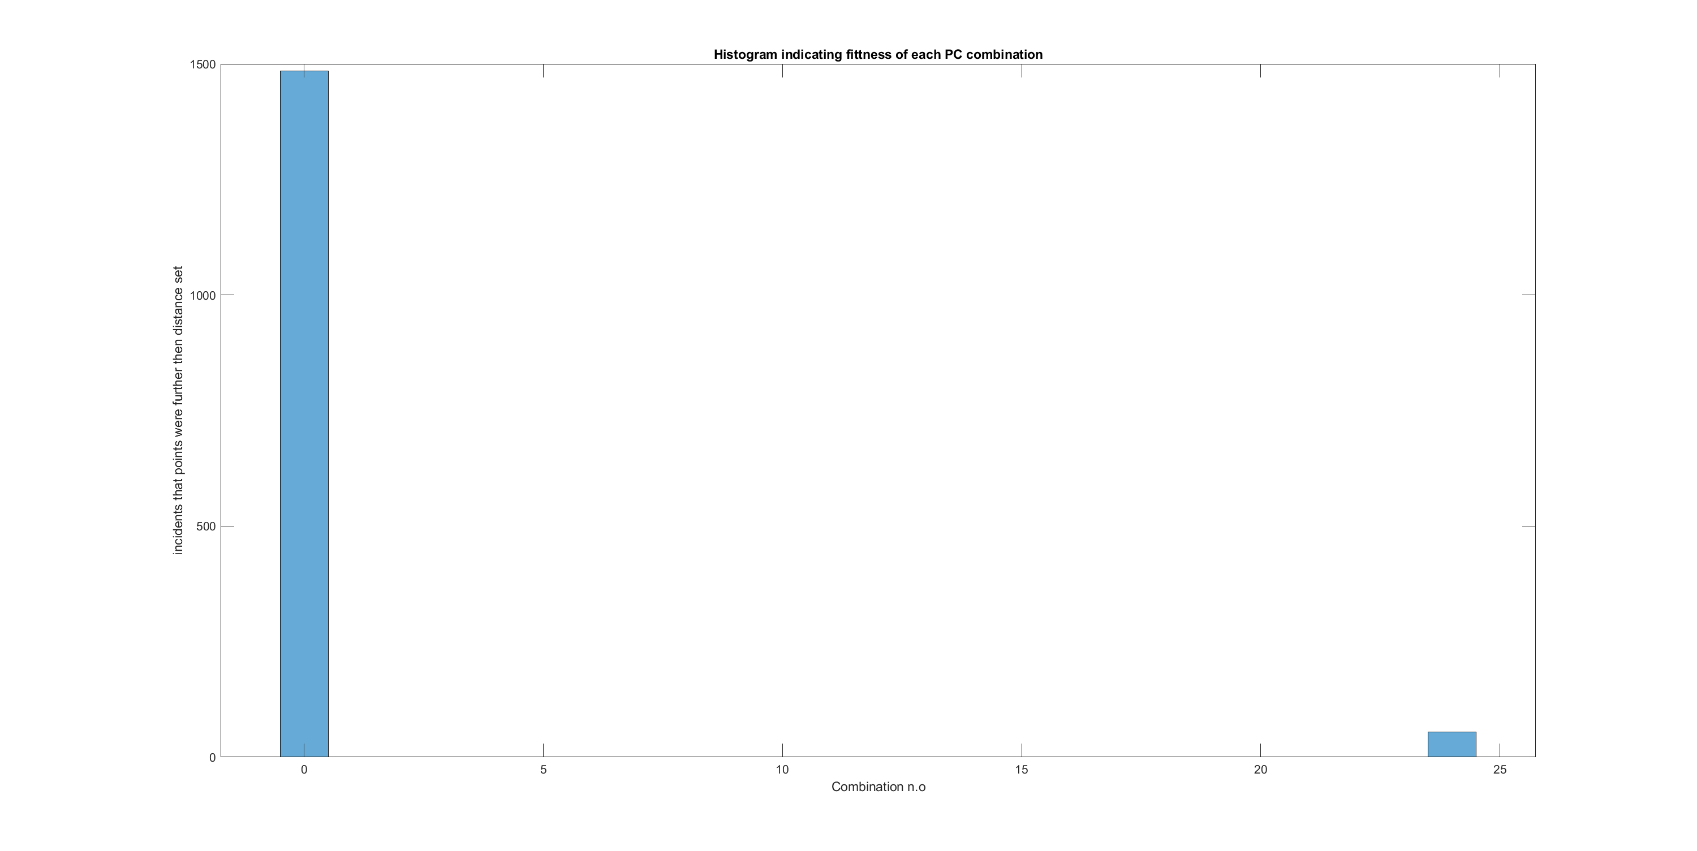 Histogram indicating fittness of each PC combination
1500
1000
500
0
incidents that points were further then distance set
0 5 10 15 20 25
Combination n.o